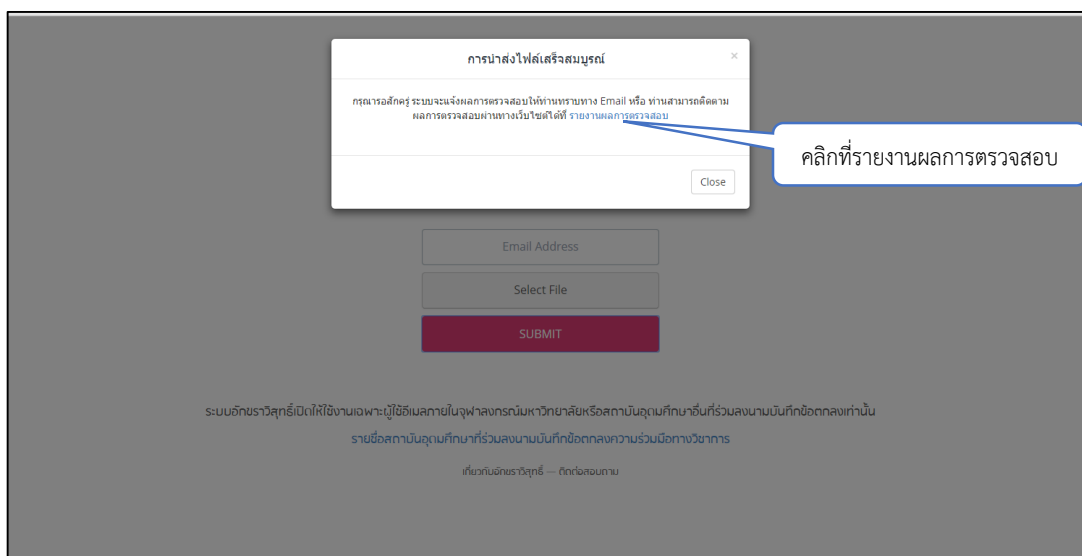 การนำส่งไฟล์เสร็จสมบูรณ์
×
กรุณารอสักครู่ ระบบจะแจ้งผลการตรวจสอบให้ท่านทราบทาง Email หรือ ท่านสามารถติดตาม
ผลการตรวจสอบผ่านทางเว็บไซต์ได้ที่ รายงานผลการตรวจสอบ
คลิกที่รายงานผลการตรวจสอบ
Close
Email Address
Select File
SUBMIT
ระบบอักขราวิสุทธิ์เปิดให้ใช้งานเฉพาะผู้ใช้อีเมลภายในจุฬาลงกรณ์มหาวิทยาลัยหรือสถาบันอุดมศึกษาอื่นที่ร่วมลงนามบันทึกข้อตกลงเท่านั้น
รายชื่อสถาบันอุดมศึกษาที่ร่วมลงนามบันทึกข้อตกลงความร่วมมือทางวิชาการ
เกี่ยวกับอักขราวิสุทธิ์ — ติดต่อสอบถาม